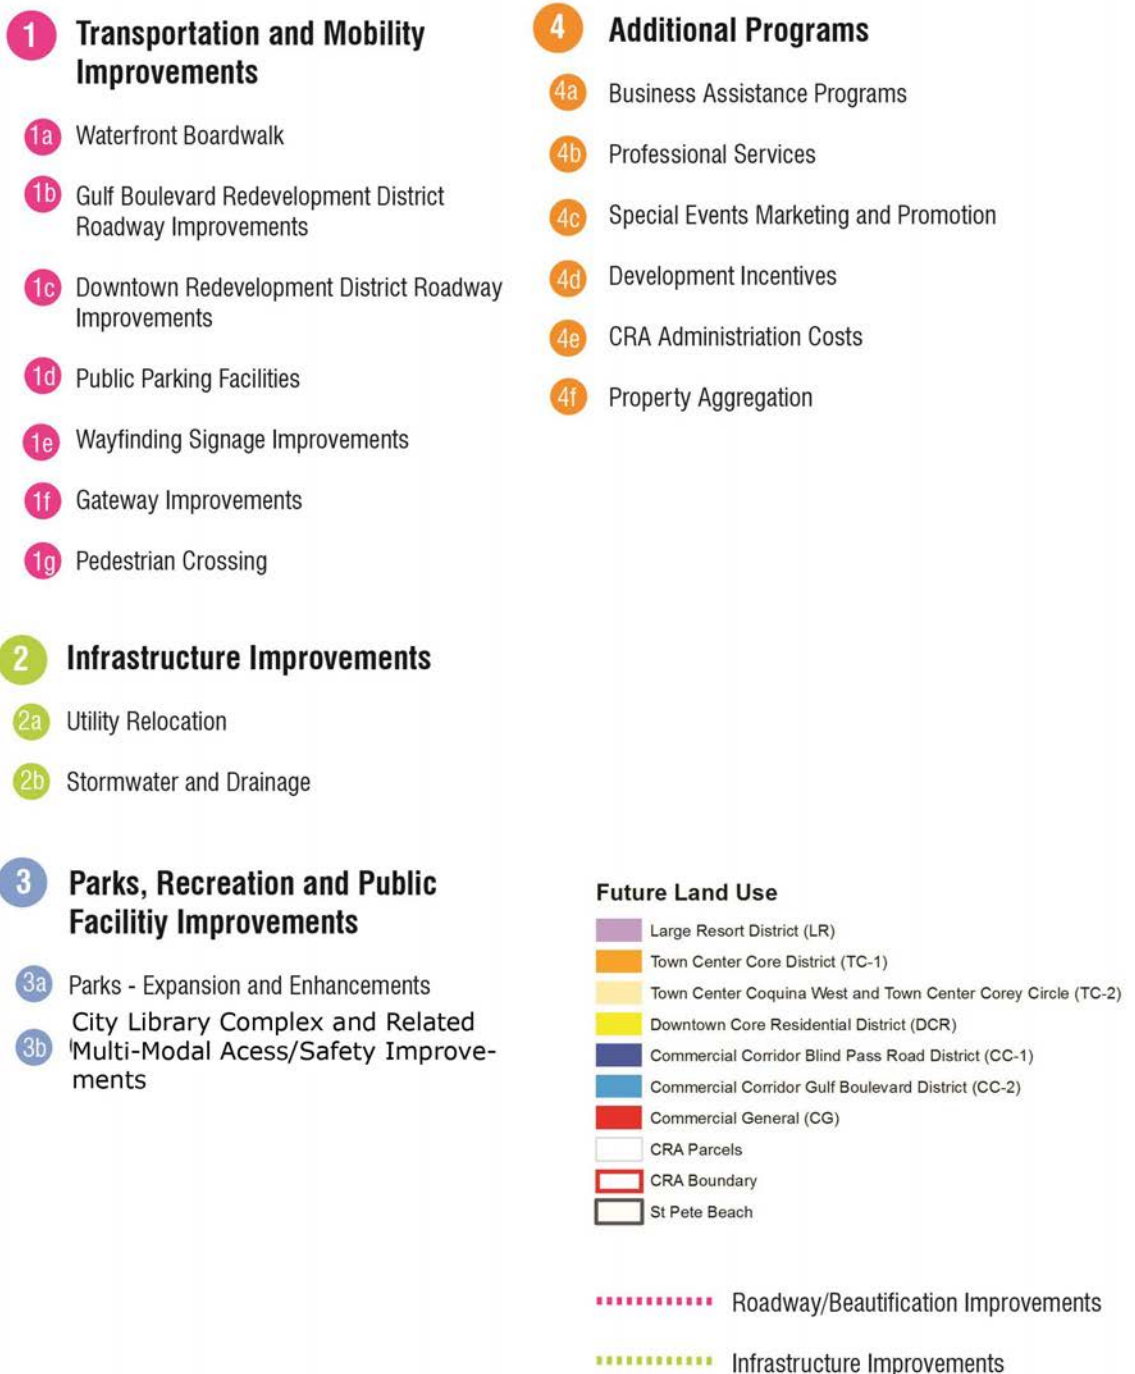 1 Transportation and Mobility
Improvements
1a Waterfront Boardwalk
1b Gulf Boulevard Redevelopment District
Roadway Improvements
1c Downtown Redevelopment District Roadway
Improvements
1d Public Parking Facilities
1e Wayfinding Signage Improvements
1f Gateway Improvements
1g Pedestrian Crossing
2 Infrastructure Improvements
2a Utility Relocation
2b Stormwater and Drainage
3 Parks, Recreation and Public
Facilitiy Improvements
3a Parks - Expansion and Enhancements
3b City Library Complex and Related
Multi-Modal Acess/Safety Improve-
ments
4 Additional Programs
4a Business Assistance Programs
4b Professional Services
4c Special Events Marketing and Promotion
4d Development Incentives
4e CRA Administriation Costs
4f Property Aggregation
Future Land Use
Large Resort District (LR)
Town Center Core District (TC-1)
Town Center Coquina West and Town Center Corey Circle (TC-2)
Downtown Core Residential District (DCR)
Commercial Corridor Blind Pass Road District (CC-1)
Commercial Corridor Gulf Boulevard District (CC-2)
Commercial General (CG)
CRA Parcels
CRA Boundary
St Pete Beach
Roadway/Beautification Improvements
Infrastructure Improvements